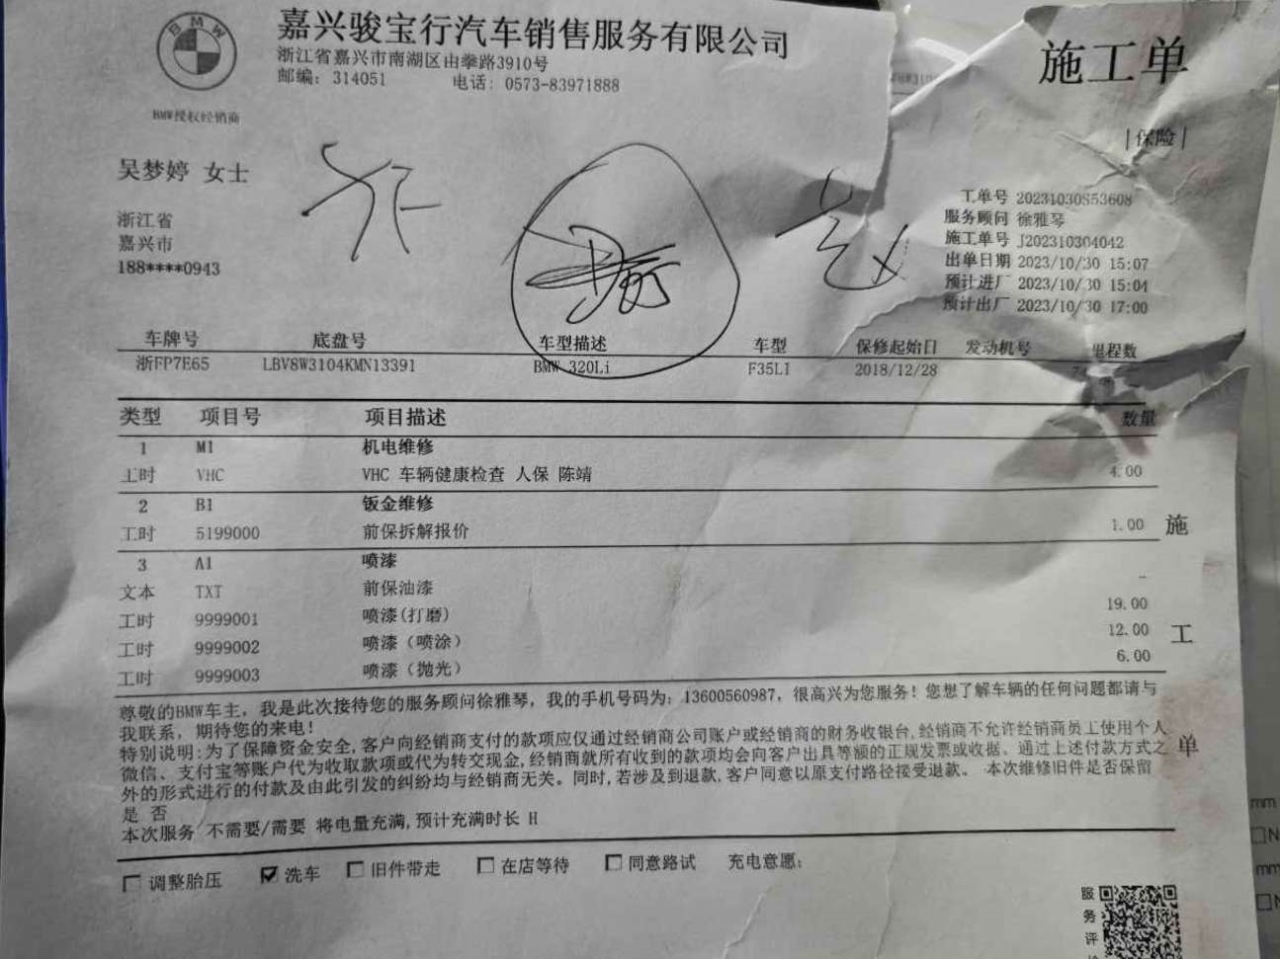 BMW
嘉兴骏宝行汽车销售服务有限公司
浙江省嘉兴市南湖区由拳路3910号
邮编: 314051 电话: 0573-83971888
BMW授权经销商
施工单
|保险|
吴梦婷 女士
浙江省
嘉兴市
188****0943
工单号 20231030S53608
服务顾问 徐雅琴
施工单号 J202310304042
出单日期 2023/10/30 15:07
预计进厂 2023/10/30 15:04
预计出厂 2023/10/30 17:00
车牌号 底盘号 车型描述 车型 保修起始日 发动机号 里程数
浙FP7E65 LBV8W3104KMN13391 BMW 320Li F35LI 2018/12/28
类型 项目号 项目描述 数量
1 M1 机电维修
工时 VHC VHC 车辆健康检查 人保 陈靖 4.00
2 B1 钣金维修
工时 5199000 前保拆解报价 1.00
3 A1 喷漆
文本 TXT 前保油漆 -
工时 9999001 喷漆(打磨) 19.00
工时 9999002 喷漆（喷涂） 12.00
工时 9999003 喷漆（抛光） 6.00
施
工
单
尊敬的BMW车主，我是此次接待您的服务顾问徐雅琴，我的手机号码为: 13600560987，很高兴为您服务！您想了解车辆的任何问题都请与
我联系，期待您的来电!
特别说明:为了保障资金安全,客户向经销商支付的款项应仅通过经销商公司账户或经销商的财务收银台,经销商不允许经销商员工使用个人
微信、支付宝等账户代为收取款项或代为转交现金,经销商就所有收到的款项均会向客户出具等额的正规发票或收据。通过上述付款方式之
外的形式进行的付款及由此引发的纠纷均与经销商无关。同时,若涉及到退款,客户同意以原支付路径接受退款。 本次维修旧件是否保留
是 否
本次服务 不需要/需要 将电量充满,预计充满时长 H
调整胎压 洗车 旧件带走 在店等待 同意路试 充电意愿:
服
务
评
mm
N
mm